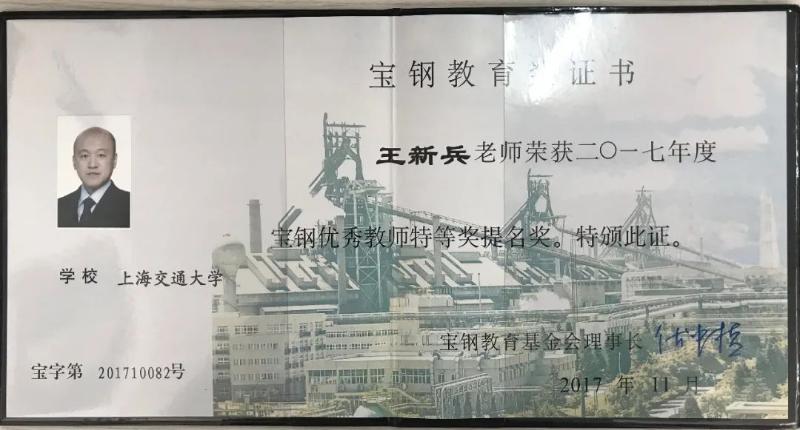 宝钢教育奖证书
王新兵老师荣获二〇一七年度
宝钢优秀教师特等奖提名奖。特颁此证。
学校 上海交通大学
宝钢教育基金会理事长
宝字第 201710082号
2017 年 11 月